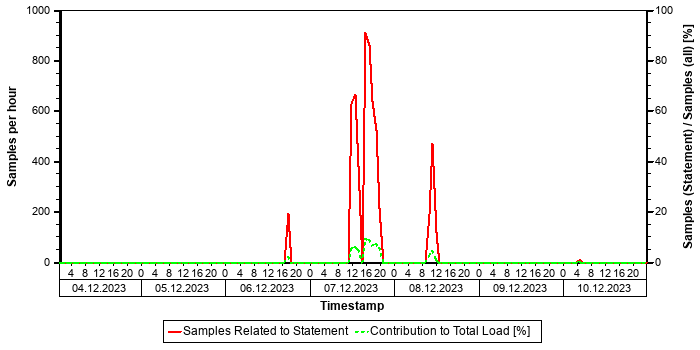 1000 100
800 80
600 60
400 40
200 20
0 0
Samples per hour
Samples (Statement) / Samples (all) [%]
4 8 12 16 20 0 4 8 12 16 20 0 4 8 12 16 20 0 4 8 12 16 20 0 4 8 12 16 20 0 4 8 12 16 20 0 4 8 12 16 20
04.12.2023 05.12.2023 06.12.2023 07.12.2023 08.12.2023 09.12.2023 10.12.2023
Timestamp
Samples Related to Statement Contribution to Total Load [%]